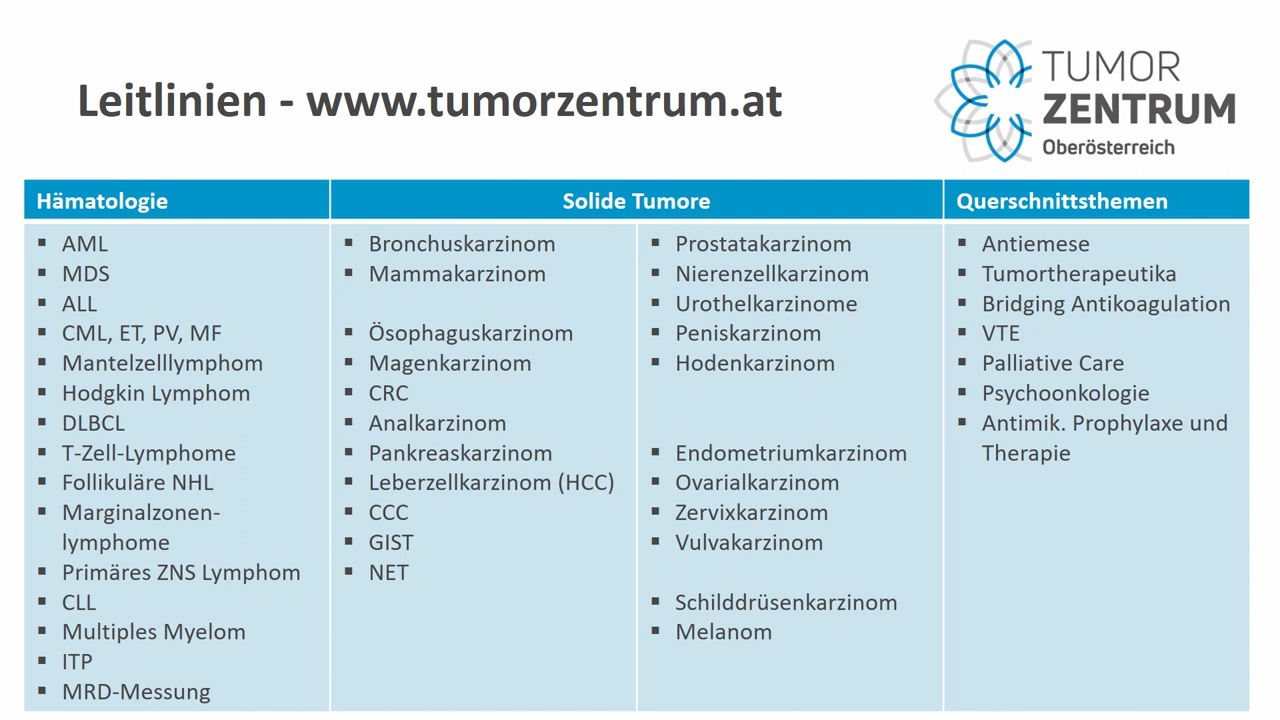 Leitlinien - www.tumorzentrum.at
TUMOR
ZENTRUM
Oberösterreich
Hämatologie
▪ AML
▪ MDS
▪ ALL
▪ CML, ET, PV, MF
▪ Mantelzelllymphom
▪ Hodgkin Lymphom
▪ DLBCL
▪ T-Zell-Lymphome
▪ Follikuläre NHL
▪ Marginalzonen-
lymphome
▪ Primäres ZNS Lymphom
▪ CLL
▪ Multiples Myelom
▪ ITP
▪ MRD-Messung
Solide Tumore
▪ Bronchuskarzinom
▪ Mammakarzinom
▪ Ösophaguskarzinom
▪ Magenkarzinom
▪ CRC
▪ Analkarzinom
▪ Pankreaskarzinom
▪ Leberzellkarzinom (HCC)
▪ CCC
▪ GIST
▪ NET
▪ Prostatakarzinom
▪ Nierenzellkarzinom
▪ Urothelkarzinome
▪ Peniskarzinom
▪ Hodenkarzinom
▪ Endometriumkarzinom
▪ Ovarialkarzinom
▪ Zervixkarzinom
▪ Vulvakarzinom
▪ Schilddrüsenkarzinom
▪ Melanom
Querschnittsthemen
▪ Antiemese
▪ Tumortherapeutika
▪ Bridging Antikoagulation
▪ VTE
▪ Palliative Care
▪ Psychoonkologie
▪ Antimik. Prophylaxe und
Therapie